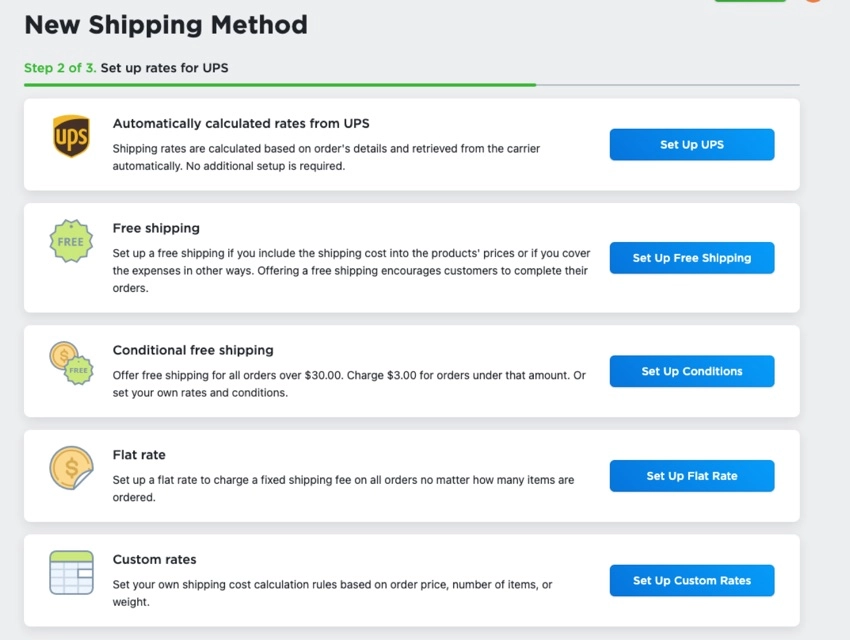 New Shipping Method
Step 2 of 3. Set up rates for UPS
ups
Automatically calculated rates from UPS
Shipping rates are calculated based on order's details and retrieved from the carrier
automatically. No additional setup is required.
Set Up UPS
FREE
Free shipping
Set up a free shipping if you include the shipping cost into the products' prices or if you cover
the expenses in other ways. Offering a free shipping encourages customers to complete their
orders.
Set Up Free Shipping
$
FREE
Conditional free shipping
Offer free shipping for all orders over $30.00. Charge $3.00 for orders under that amount. Or
set your own rates and conditions.
Set Up Conditions
$
Flat rate
Set up a flat rate to charge a fixed shipping fee on all orders no matter how many items are
ordered.
Set Up Flat Rate
Custom rates
Set your own shipping cost calculation rules based on order price, number of items, or
weight.
Set Up Custom Rates